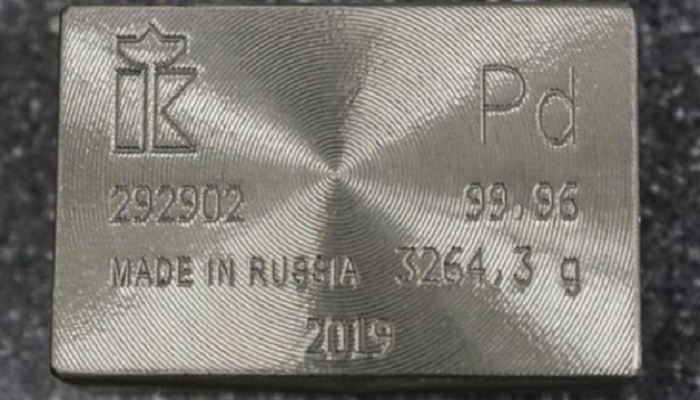 Pd
292902 99,96
MADE IN RUSSIA 3264,3 g
2019